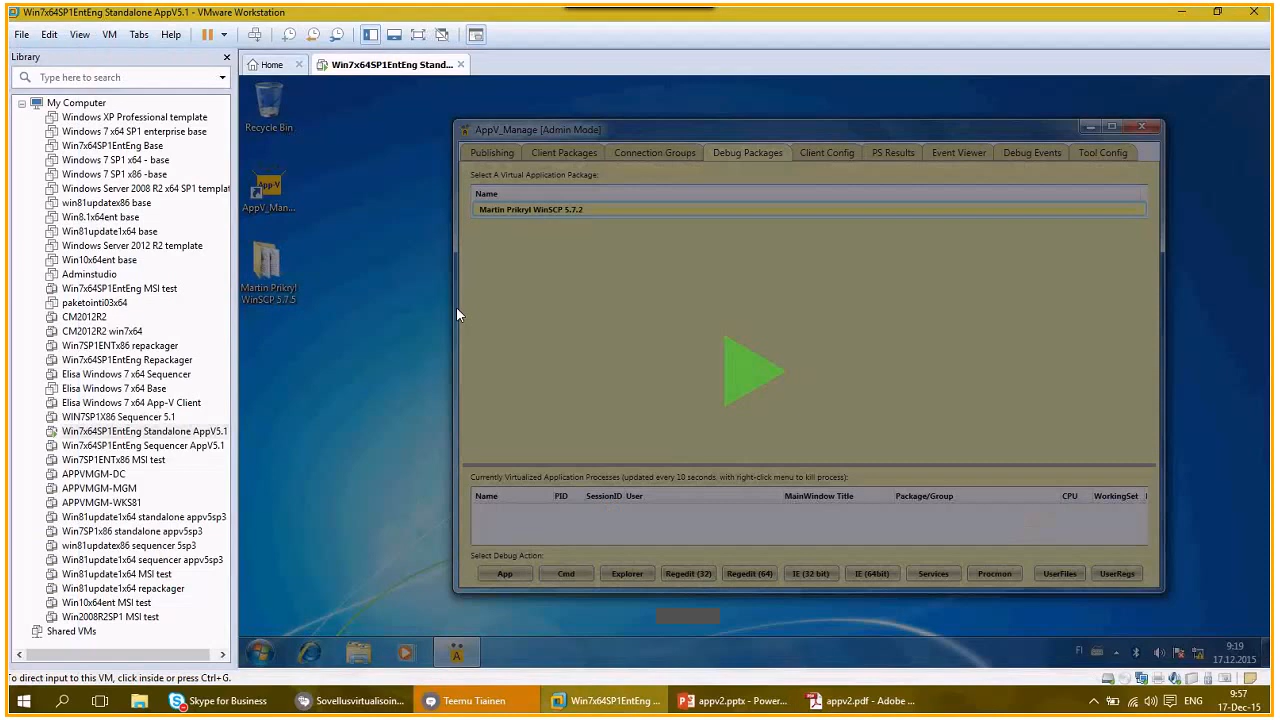 Win7x64SP1EntEng Standalone AppV5.1 - VMware Workstation
File Edit View VM Tabs Help
Library
Home
Win7x64SP1EntEng Stand...
Type here to search
My Computer
Windows XP Professional template
Windows 7 x64 SP1 enterprise base
Win7x64SP1EntEng Base
Windows 7 SP1 x64 - base
Windows 7 SP1 x86 -base
Windows Server 2008 R2 x64 SP1 templat
win81updatex86 base
Win8.1x64ent base
Win81update1x64 base
Windows Server 2012 R2 template
Win10x64ent base
Adminstudio
Win7x64SP1EntEng MSI test
paketointi03x64
CM2012R2
CM2012R2 win7x64
Win7SP1ENTx86 repackager
Win7x64SP1EntEng Repackager
Elisa Windows 7 x64 Sequencer
Elisa Windows 7 x64 Base
Elisa Windows 7 x64 App-V Client
WIN7SP1X86 Sequencer 5.1
Win7x64SP1EntEng Standalone AppV5.1
Win7x64SP1EntEng Sequencer AppV5.1
Win7SP1ENTx86 MSI test
APPVMGM-DC
APPVMGM-MGM
APPVMGM-WKS81
Win81update1x64 standalone appv5sp3
Win7SP1x86 standalone appv5sp3
win81updatex86 sequencer 5sp3
Win81update1x64 sequencer appv5sp3
Win81update1x64 MSI test
Win81update1x64 repackager
Win10x64ent MSI test
Win2008R2SP1 MSI test
Shared VMs
Recycle Bin
App-V
AppV_Man...
Martin Prikryl
WinSCP 5.7.5
AppV_Manage [Admin Mode]
Publishing Client Packages Connection Groups Debug Packages Client Config PS Results Event Viewer Debug Events Tool Config
Select A Virtual Application Package:
Name
Martin Prikryl WinSCP 5.7.2
Currently Virtualized Application Processes (updated every 10 seconds, with right-click menu to kill process):
Name PID SessionID User MainWindow Title Package/Group CPU WorkingSet
Select Debug Action:
App Cmd Explorer Regedit (32) Regedit (64) IE (32 bit) IE (64bit) Services Procmon UserFiles UserRegs
FI
9:19
17.12.2015
To direct input to this VM, click inside or press Ctrl+G.
Skype for Business
Sovellusvirtualisoin...
Teemu Tiainen
Win7x64SP1EntEng ...
appv2.pptx - Power...
appv2.pdf - Adobe ...
ENG
9:57
17-Dec-15